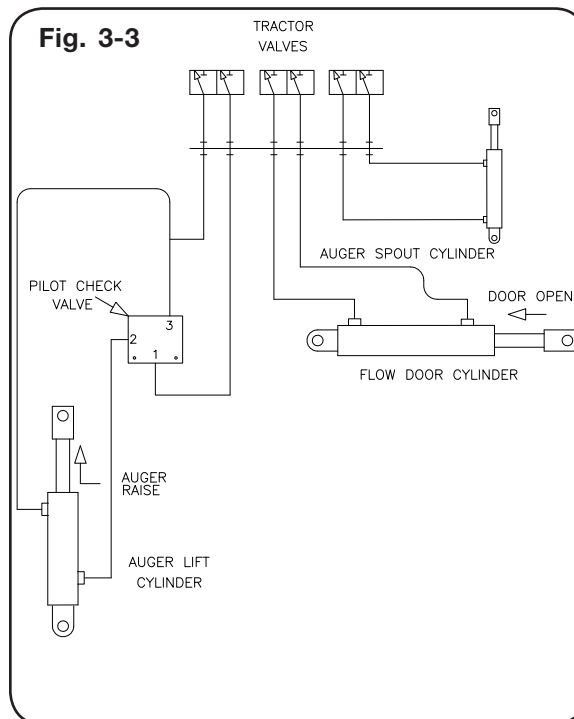 Fig. 3-3
TRACTOR
VALVES
AUGER SPOUT CYLINDER
PILOT CHECK
VALVE
DOOR OPEN
3
2
1
FLOW DOOR CYLINDER
AUGER
RAISE
AUGER LIFT
CYLINDER